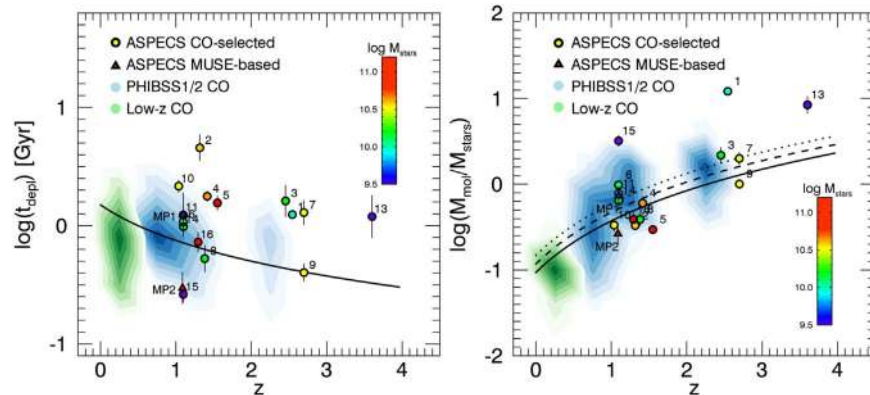 ASPECS CO-selected
ASPECS MUSE-based
PHIBSS1/2 CO
Low-z CO
log M_stars
11.0
10.5
10.0
9.5
log(t_depl) [Gyr]
1
0
-1
0
1
2
3
4
z
2
10
4
5
11
MP1
14
16
8
3
7
13
9
MP2
15
ASPECS CO-selected
ASPECS MUSE-based
PHIBSS1/2 CO
Low-z CO
log M_stars
11.0
10.5
10.0
9.5
log(M_mol/M_stars)
2
1
0
-1
-2
0
1
2
3
4
z
1
13
15
3
7
9
6
4
5
MP2